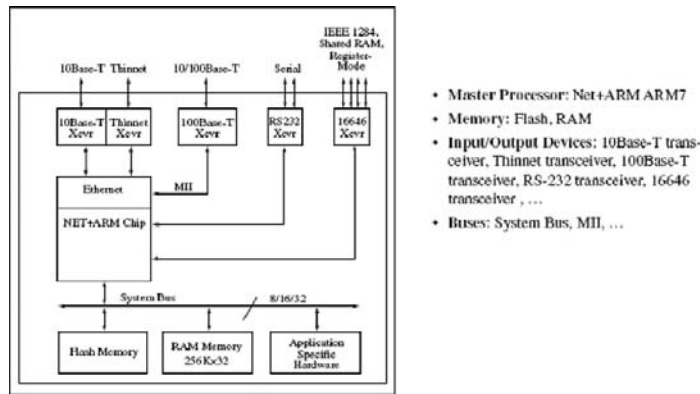 IEEE 1284,
Shared RAM,
Register-
Mode
10Base-T Thinnet
10/100Base-T
Serial
10Base-T
Xcvr
Thinnet
Xcvr
100Base-T
Xcvr
RS232
Xcvr
16646
Xcvr
Ethernet
MII
NET+ARM Chip
System Bus
8/16/32
Flash Memory
RAM Memory
256K×32
Application
Specific
Hardware
• Master Processor: Net+ARM ARM7
• Memory: Flash, RAM
• Input/Output Devices: 10Base-T trans-
ceiver, Thinnet transceiver, 100Base-T
transceiver, RS-232 transceiver, 16646
transceiver , …
• Buses: System Bus, MII, …